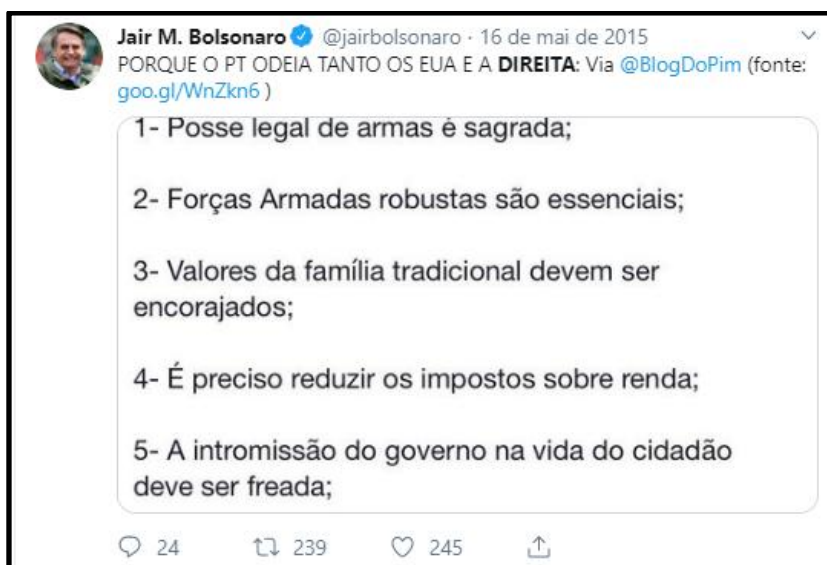 Jair M. Bolsonaro @jairbolsonaro · 16 de mai de 2015
PORQUE O PT ODEIA TANTO OS EUA E A DIREITA: Via @BlogDoPim (fonte:
goo.gl/WnZkn6 )
1- Posse legal de armas é sagrada;
2- Forças Armadas robustas são essenciais;
3- Valores da família tradicional devem ser
encorajados;
4- É preciso reduzir os impostos sobre renda;
5- A intromissão do governo na vida do cidadão
deve ser freada;
24 239 245